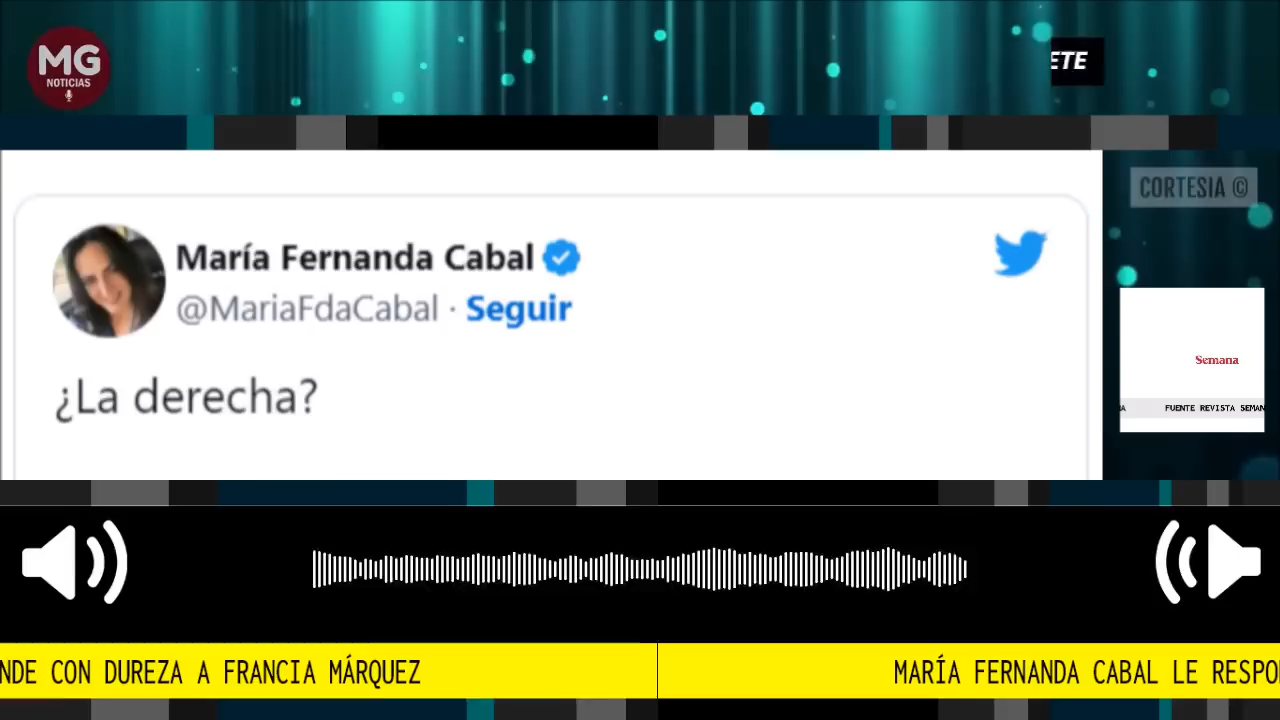 MG
NOTICIAS
ETE
CORTESIA ©
María Fernanda Cabal
@MariaFdaCabal · Seguir
¿La derecha?
Semana
A FUENTE REVISTA SEMAN
NDE CON DUREZA A FRANCIA MÁRQUEZ
MARÍA FERNANDA CABAL LE RESPO